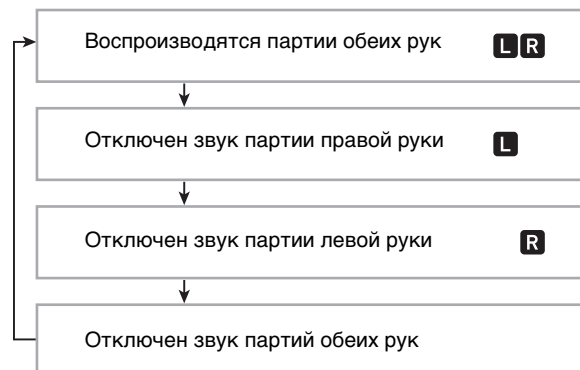 Воспроизводятся партии обеих рук L R
Отключен звук партии правой руки L
Отключен звук партии левой руки R
Отключен звук партий обеих рук